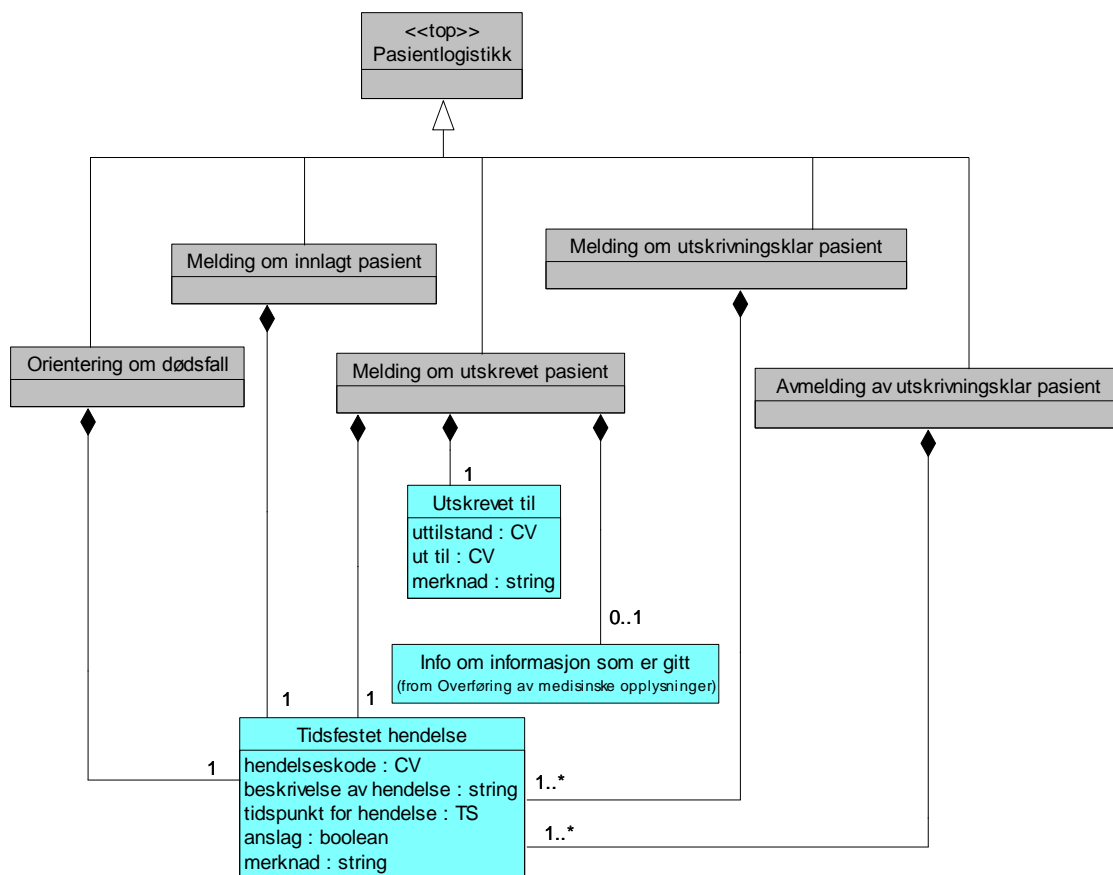 <<top>>
Pasientlogistikk
Melding om innlagt pasient
Melding om utskrivningsklar pasient
Orientering om dødsfall
Melding om utskrevet pasient
Avmelding av utskrivningsklar pasient
1
Utskrevet til
uttilstand : CV
ut til : CV
merknad : string
0..1
Info om informasjon som er gitt
(from Overføring av medisinske opplysninger)
1
1
1
Tidsfestet hendelse
hendelseskode : CV
beskrivelse av hendelse : string
tidspunkt for hendelse : TS
anslag : boolean
merknad : string
1..*
1..*